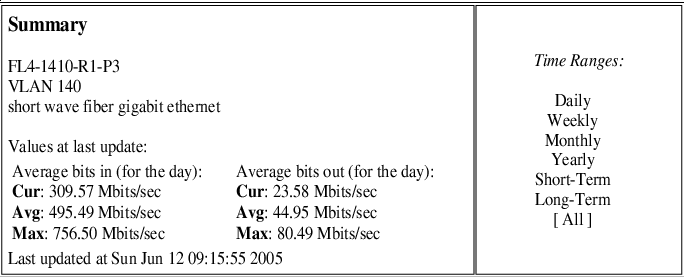 Summary
FL4-1410-R1-P3
VLAN 140
short wave fiber gigabit ethernet
Values at last update:
Average bits in (for the day):
Cur: 309.57 Mbits/sec
Avg: 495.49 Mbits/sec
Max: 756.50 Mbits/sec
Average bits out (for the day):
Cur: 23.58 Mbits/sec
Avg: 44.95 Mbits/sec
Max: 80.49 Mbits/sec
Last updated at Sun Jun 12 09:15:55 2005
Time Ranges:
Daily
Weekly
Monthly
Yearly
Short-Term
Long-Term
[ All ]